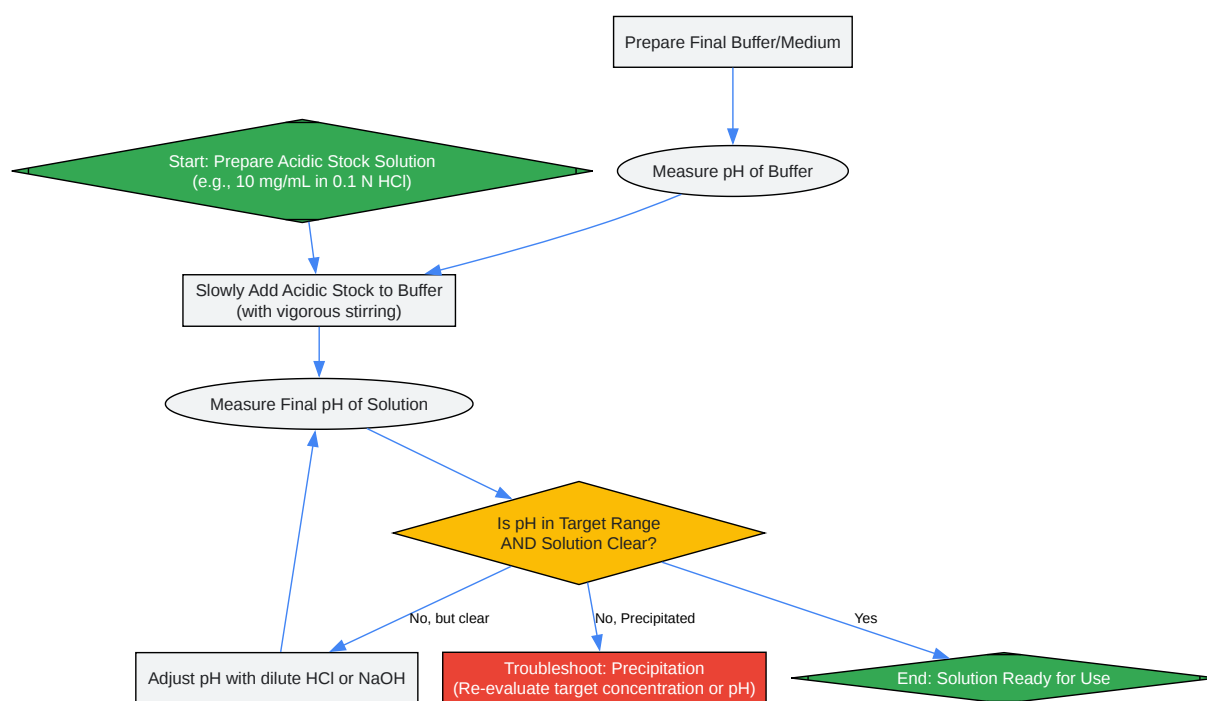 Prepare Final Buffer/Medium
Start: Prepare Acidic Stock Solution
(e.g., 10 mg/mL in 0.1 N HCl)
Measure pH of Buffer
Slowly Add Acidic Stock to Buffer
(with vigorous stirring)
Measure Final pH of Solution
Is pH in Target Range
AND Solution Clear?
No, but clear
No, Precipitated
Yes
Adjust pH with dilute HCl or NaOH
Troubleshoot: Precipitation
(Re-evaluate target concentration or pH)
End: Solution Ready for Use